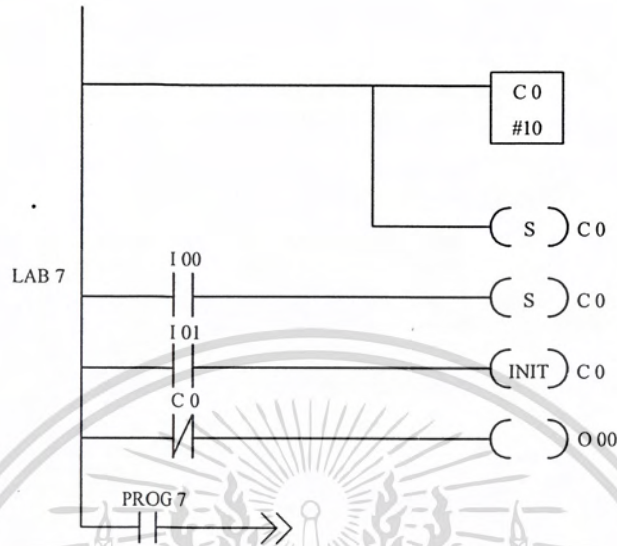 C 0
#10
S C 0
LAB 7
I 00
S C 0
I 01
INIT C 0
C 0
O 00
PROG 7